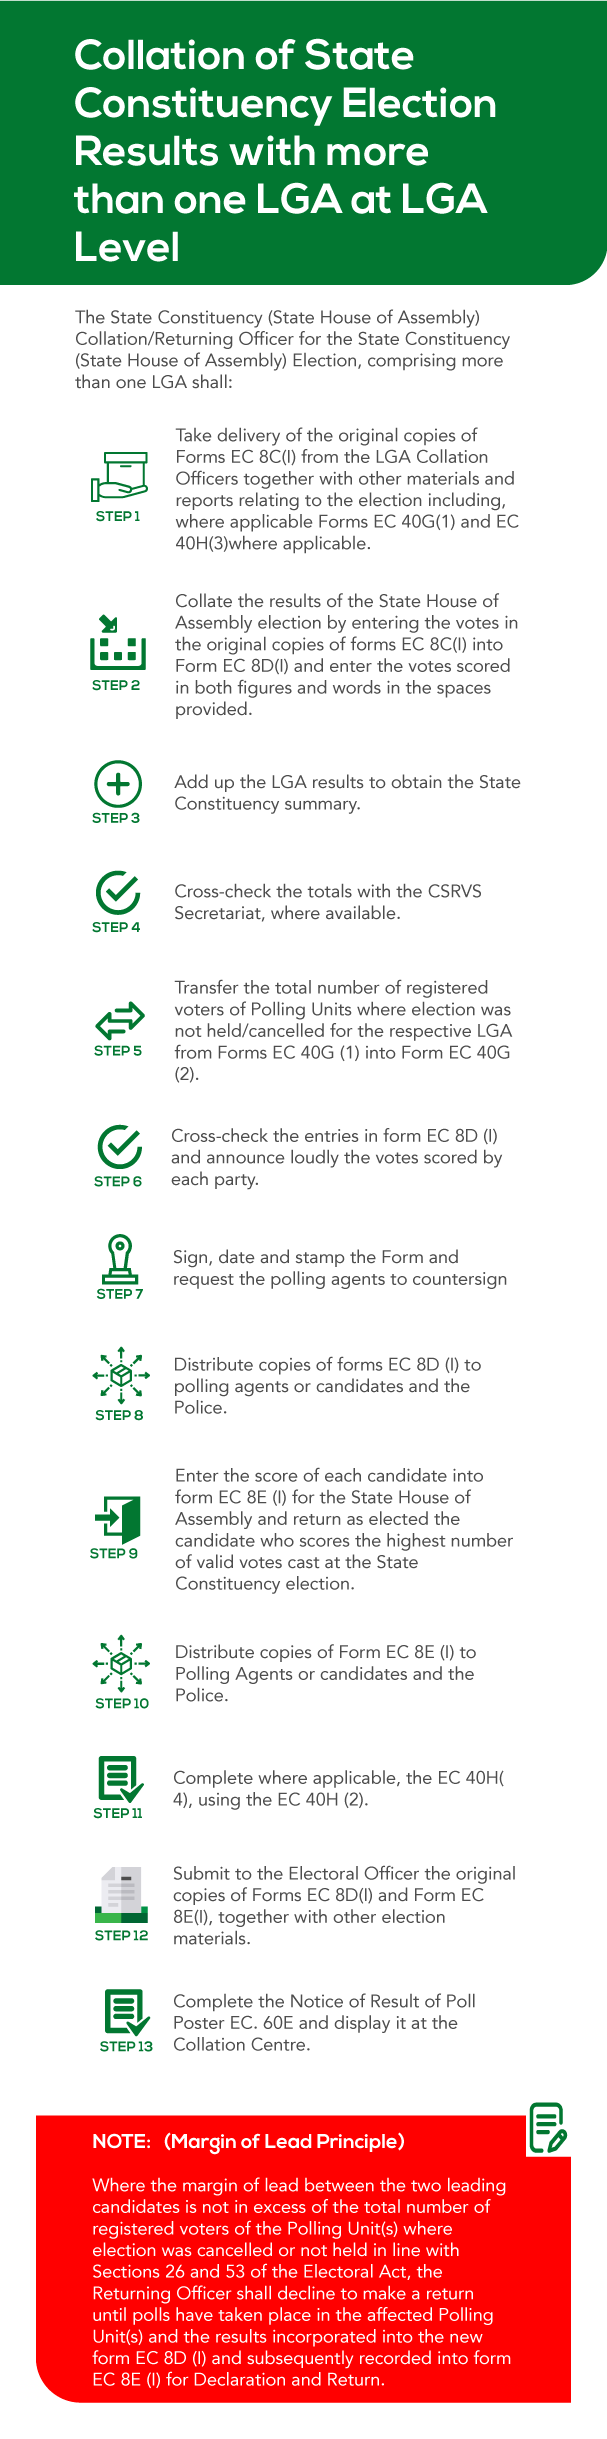 Collation of State
Constituency Election
Results with more
than one LGA at LGA
Level
The State Constituency (State House of Assembly)
Collation/Returning Officer for the State Constituency
(State House of Assembly) Election, comprising more
than one LGA shall:
Take delivery of the original copies of
Forms EC 8C(I) from the LGA Collation
Officers together with other materials and
reports relating to the election including,
where applicable Forms EC 40G(1) and EC
40H(3)where applicable.
STEP 1
Collate the results of the State House of
Assembly election by entering the votes in
the original copies of forms EC 8C(I) into
Form EC 8D(I) and enter the votes scored
in both figures and words in the spaces
provided.
STEP 2
Add up the LGA results to obtain the State
Constituency summary.
STEP 3
Cross-check the totals with the CSRVS
Secretariat, where available.
STEP 4
Transfer the total number of registered
voters of Polling Units where election was
not held/cancelled for the respective LGA
from Forms EC 40G (1) into Form EC 40G
(2).
STEP 5
Cross-check the entries in form EC 8D (I)
and announce loudly the votes scored by
each party.
STEP 6
Sign, date and stamp the Form and
request the polling agents to countersign
STEP 7
Distribute copies of forms EC 8D (I) to
polling agents or candidates and the
Police.
STEP 8
Enter the score of each candidate into
form EC 8E (I) for the State House of
Assembly and return as elected the
candidate who scores the highest number
of valid votes cast at the State
Constituency election.
STEP 9
Distribute copies of Form EC 8E (I) to
Polling Agents or candidates and the
Police.
STEP 10
Complete where applicable, the EC 40H(
4), using the EC 40H (2).
STEP 11
Submit to the Electoral Officer the original
copies of Forms EC 8D(I) and Form EC
8E(I), together with other election
materials.
STEP 12
Complete the Notice of Result of Poll
Poster EC. 60E and display it at the
Collation Centre.
STEP 13
NOTE: (Margin of Lead Principle)
Where the margin of lead between the two leading
candidates is not in excess of the total number of
registered voters of the Polling Unit(s) where
election was cancelled or not held in line with
Sections 26 and 53 of the Electoral Act, the
Returning Officer shall decline to make a return
until polls have taken place in the affected Polling
Unit(s) and the results incorporated into the new
form EC 8D (I) and subsequently recorded into form
EC 8E (I) for Declaration and Return.